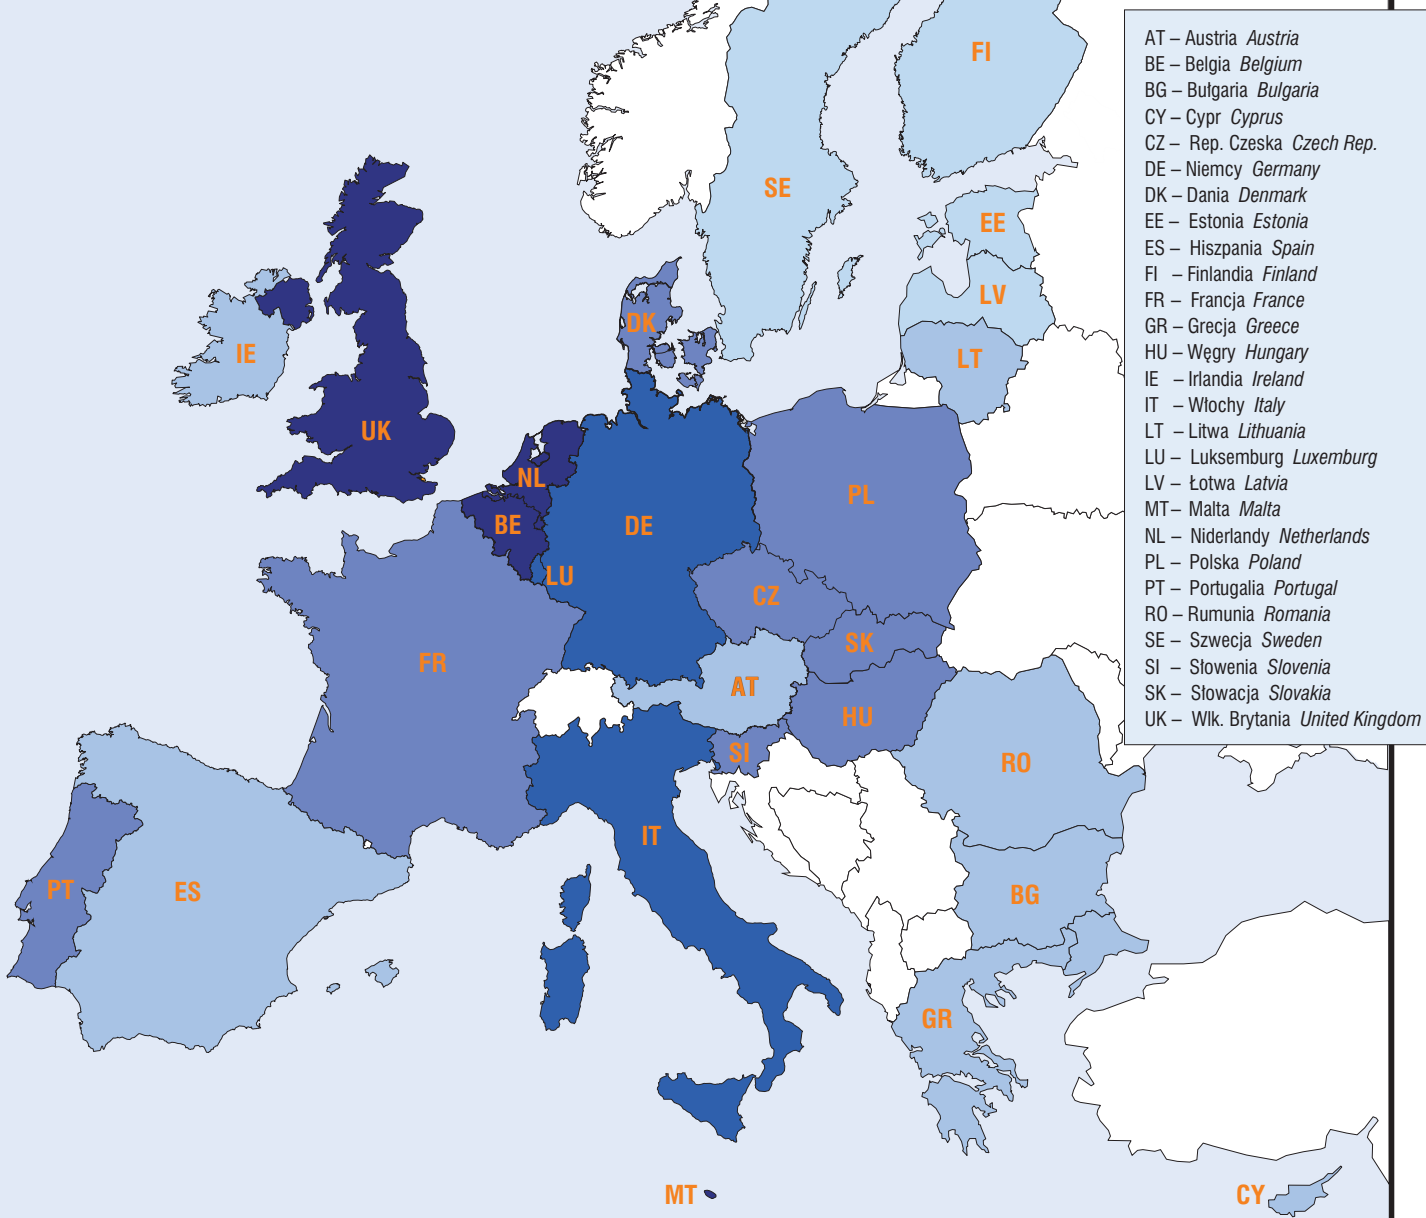 FI
SE
EE
LV
LT
DK
IE
UK
NL
BE
LU
DE
PL
CZ
SK
FR
AT
HU
SI
RO
IT
PT
ES
BG
GR
MT
CY
AT – Austria Austria
BE – Belgia Belgium
BG – Bułgaria Bulgaria
CY – Cypr Cyprus
CZ – Rep. Czeska Czech Rep.
DE – Niemcy Germany
DK – Dania Denmark
EE – Estonia Estonia
ES – Hiszpania Spain
FI – Finlandia Finland
FR – Francja France
GR – Grecja Greece
HU – Węgry Hungary
IE – Irlandia Ireland
IT – Włochy Italy
LT – Litwa Lithuania
LU – Luksemburg Luxemburg
LV – Łotwa Latvia
MT – Malta Malta
NL – Niderlandy Netherlands
PL – Polska Poland
PT – Portugalia Portugal
RO – Rumunia Romania
SE – Szwecja Sweden
SI – Słowenia Slovenia
SK – Słowacja Slovakia
UK – Wlk. Brytania United Kingdom